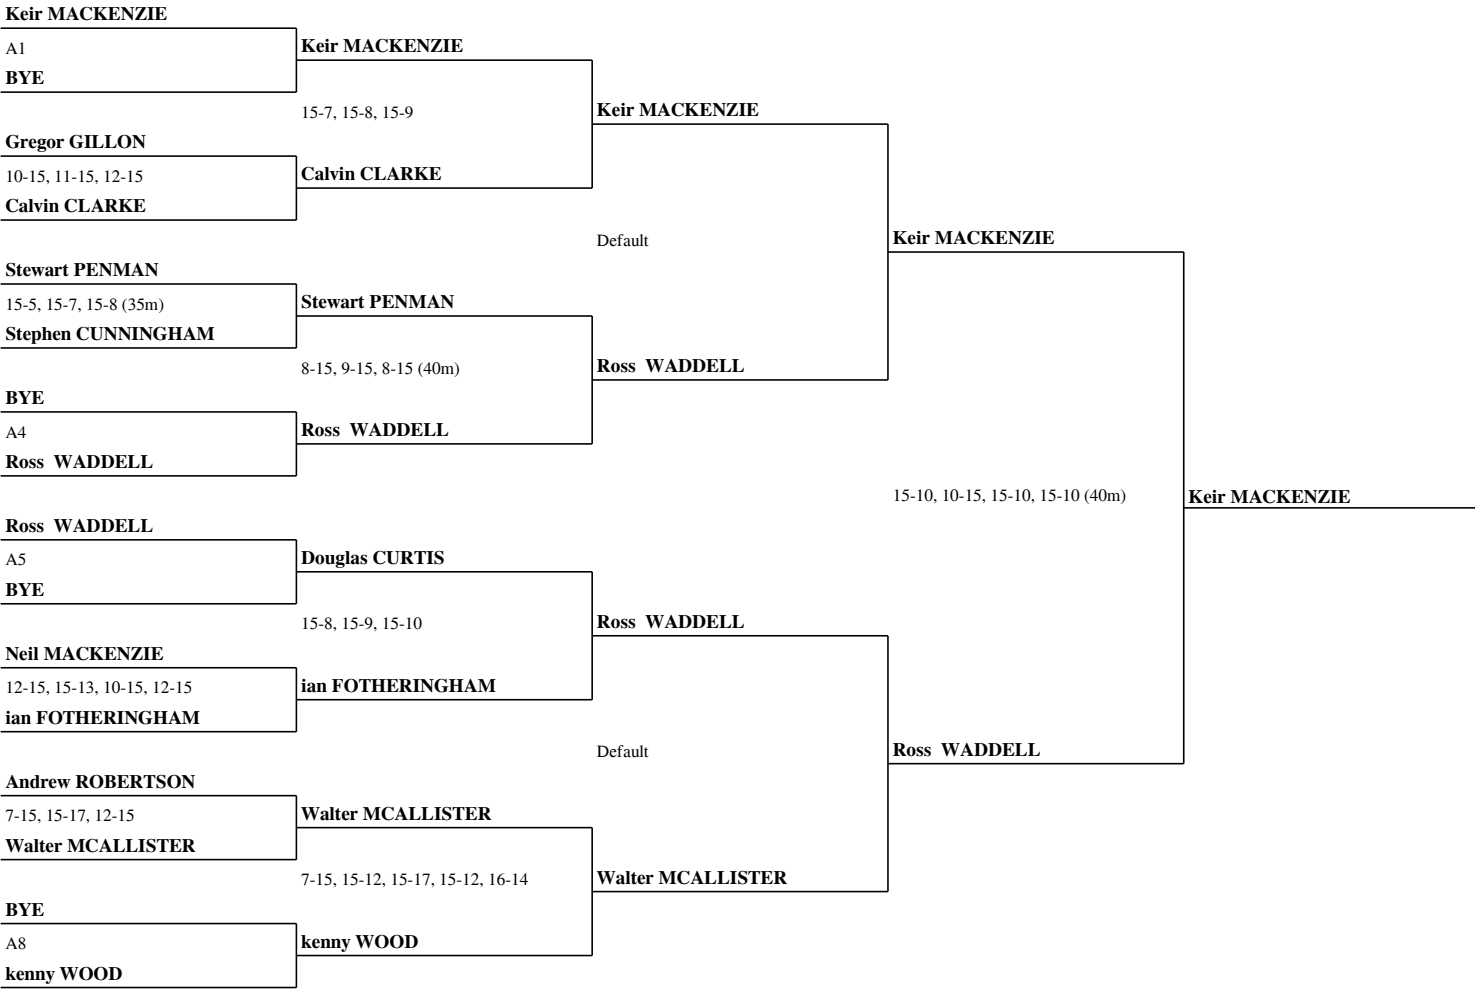 Keir MACKENZIE
A1
BYE
Gregor GILLON
10-15, 11-15, 12-15
Calvin CLARKE
Stewart PENMAN
15-5, 15-7, 15-8 (35m)
Stephen CUNNINGHAM
BYE
A4
Ross WADDELL
Ross WADDELL
A5
BYE
Neil MACKENZIE
12-15, 15-13, 10-15, 12-15
ian FOTHERINGHAM
Andrew ROBERTSON
7-15, 15-17, 12-15
Walter MCALLISTER
BYE
A8
kenny WOOD
Keir MACKENZIE
15-7, 15-8, 15-9
Calvin CLARKE
Stewart PENMAN
8-15, 9-15, 8-15 (40m)
Ross WADDELL
Douglas CURTIS
15-8, 15-9, 15-10
ian FOTHERINGHAM
Walter MCALLISTER
7-15, 15-12, 15-17, 15-12, 16-14
kenny WOOD
Keir MACKENZIE
Default
Ross WADDELL
Ross WADDELL
Default
Walter MCALLISTER
Keir MACKENZIE
15-10, 10-15, 15-10, 15-10 (40m)
Ross WADDELL
Keir MACKENZIE